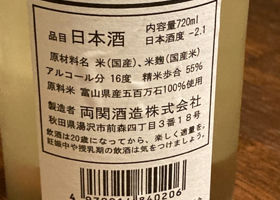 品目 日本酒 内容量720ml
日本酒度 -2.1
原材料名 米(国産)、米麹(国産米)
アルコール分 16度 精米歩合 55%
原料米 富山県産五百万石100%使用
製造者 両関酒造株式会社
秋田県湯沢市前森四丁目3番18号
飲酒は20歳になってから、楽しく適量を。
妊娠中や授乳期の飲酒は気をつけましょう。